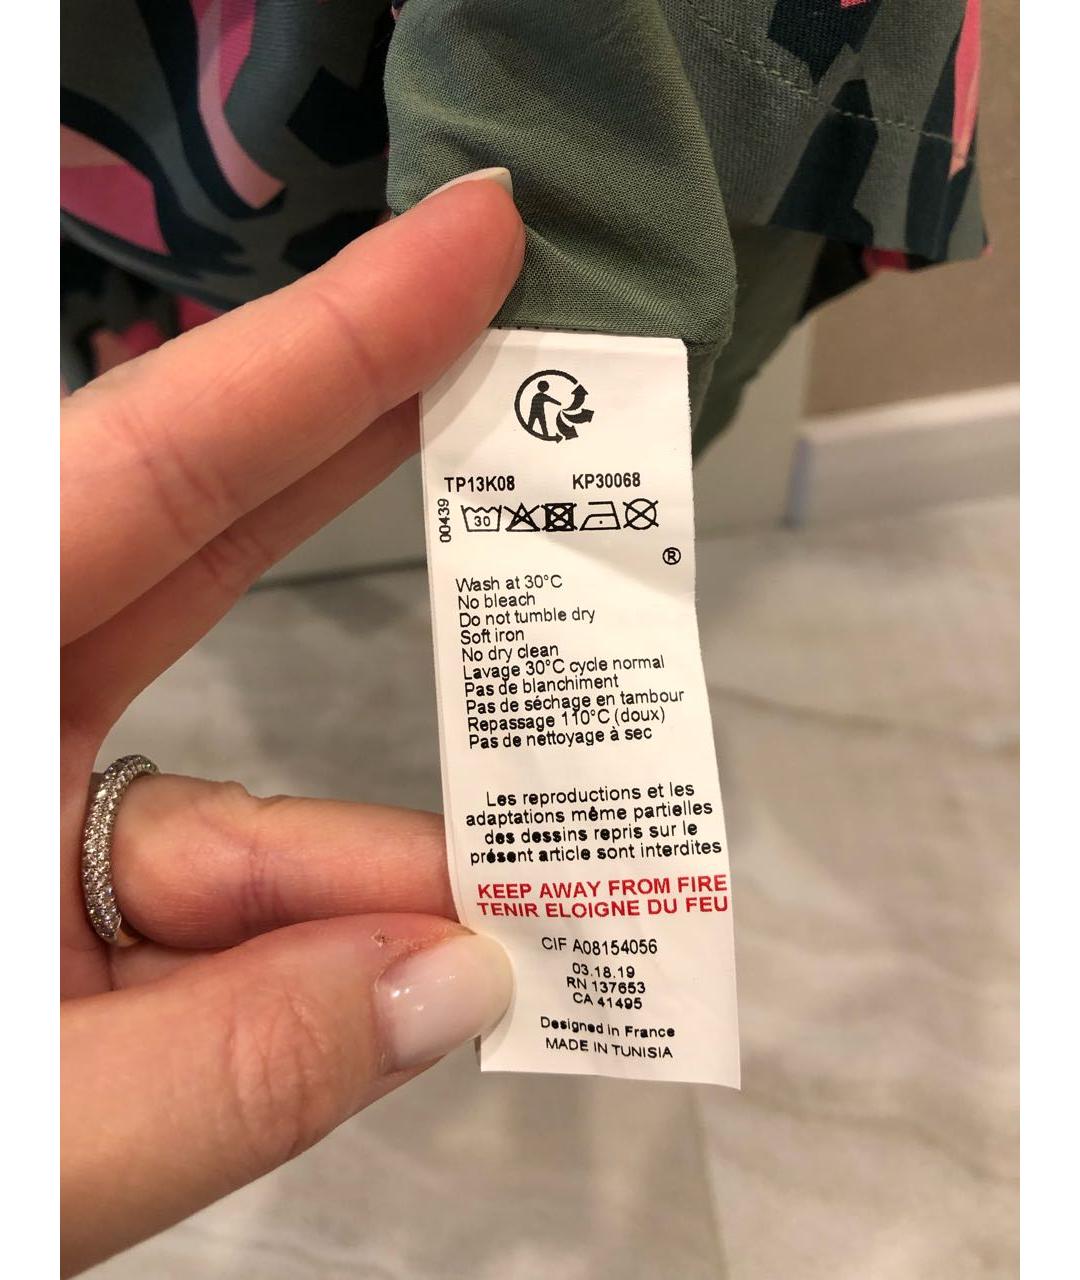 TP13K08 KP30068
00439
30
®
Wash at 30°C
No bleach
Do not tumble dry
Soft iron
No dry clean
Lavage 30°C cycle normal
Pas de blanchiment
Pas de séchage en tambour
Repassage 110°C (doux)
Pas de nettoyage à sec
Les reproductions et les
adaptations même partielles
des dessins repris sur le
présent article sont interdites
KEEP AWAY FROM FIRE
TENIR ELOIGNE DU FEU
CIF A08154056
03.18.19
RN 137653
CA 41495
Designed in France
MADE IN TUNISIA